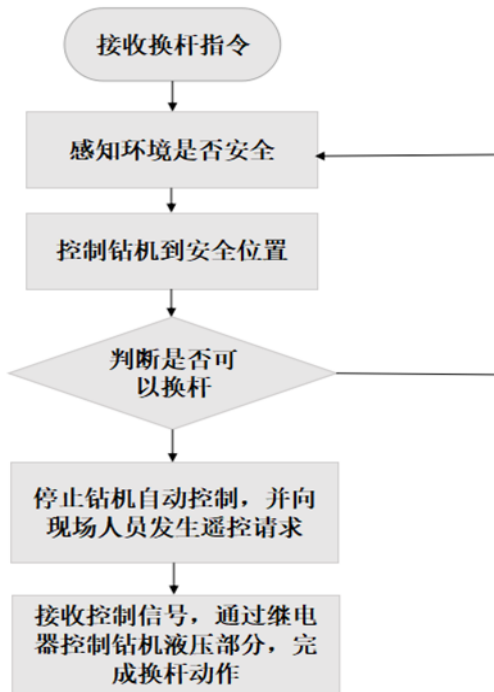 接收换杆指令
感知环境是否安全
控制钻机到安全位置
判断是否可
以换杆
停止钻机自动控制，并向
现场人员发生遥控请求
接收控制信号，通过继电
器控制钻机液压部分，完
成换杆动作